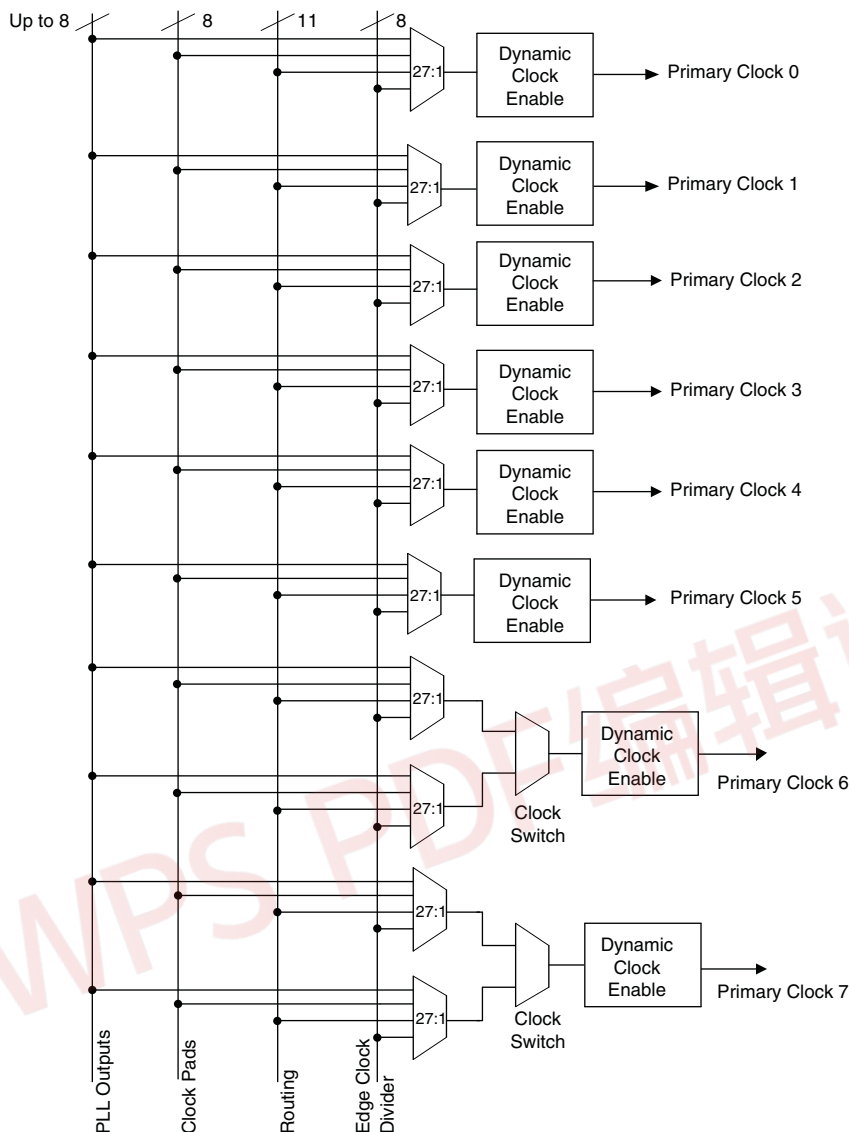 Up to 8
8
11
8
27:1
Dynamic
Clock
Enable
Primary Clock 0
27:1
Dynamic
Clock
Enable
Primary Clock 1
27:1
Dynamic
Clock
Enable
Primary Clock 2
27:1
Dynamic
Clock
Enable
Primary Clock 3
27:1
Dynamic
Clock
Enable
Primary Clock 4
27:1
Dynamic
Clock
Enable
Primary Clock 5
27:1
27:1
Clock
Switch
Dynamic
Clock
Enable
Primary Clock 6
27:1
27:1
Clock
Switch
Dynamic
Clock
Enable
Primary Clock 7
PLL Outputs
Clock Pads
Routing
Edge Clock
Divider
WPS PDF编辑